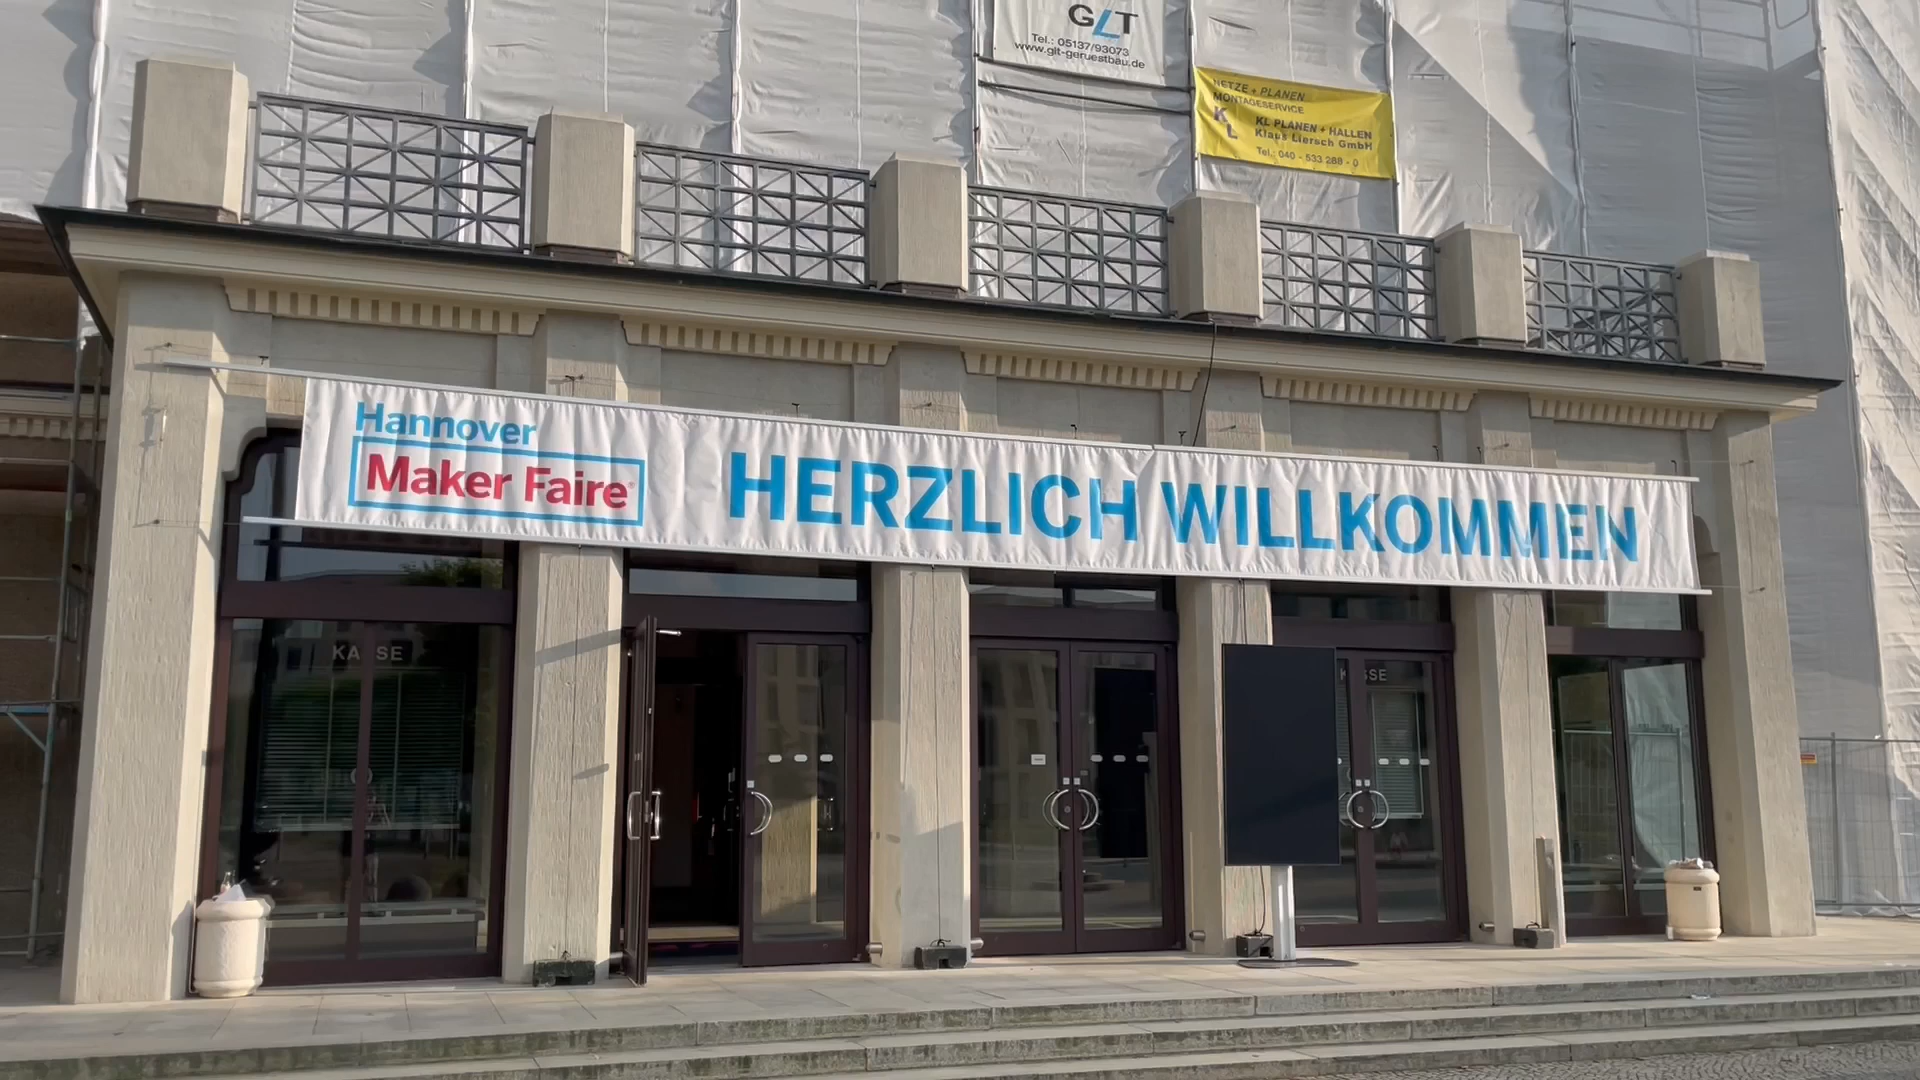 GLT
Tel.: 05137/93073
www.glt-geruestbau.de
NETZE + PLANEN
MONTAGESERVICE
KL
KL PLANEN + HALLEN
Klaus Liersch GmbH
Tel.: 040 - 533 288 - 0
Hannover
Maker Faire
HERZLICH WILLKOMMEN
KASSE
KASSE